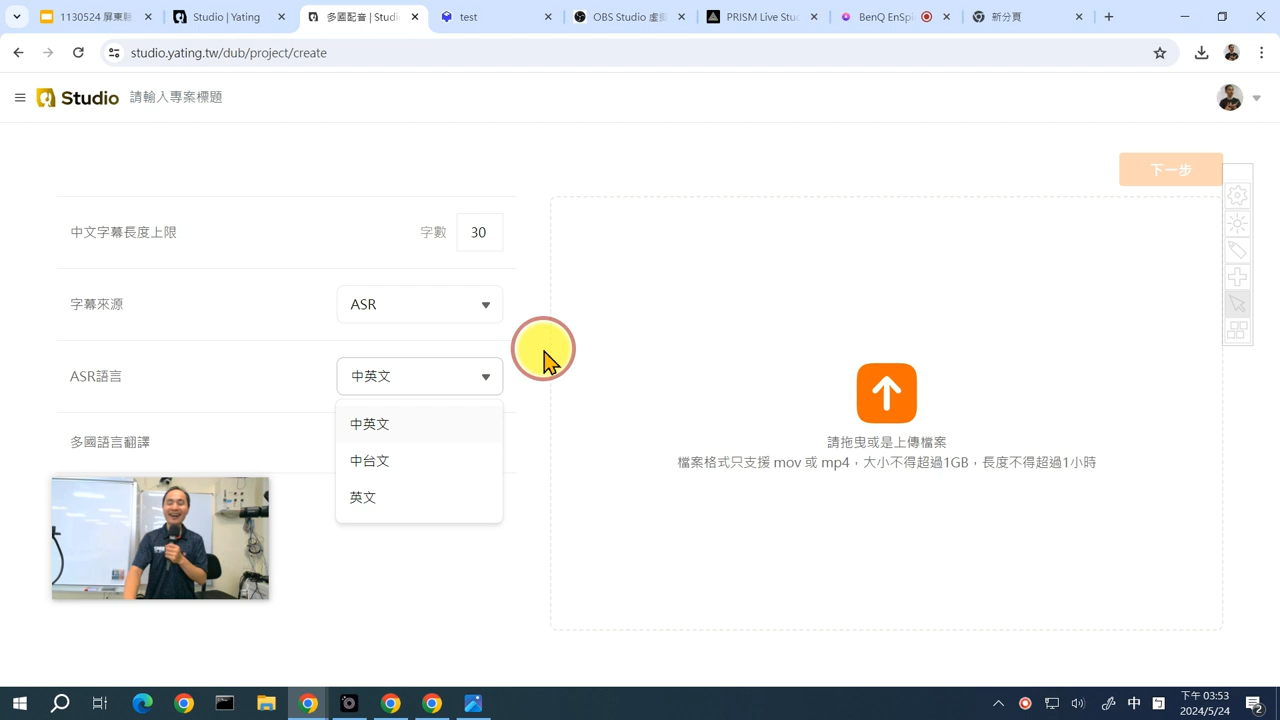 1130524 屏東縣
Studio | Yating
多國配音 | Studi
test
OBS Studio 虛擬
PRISM Live Stu
BenQ EnSpi
新分頁
studio.yating.tw/dub/project/create
Studio 請輸入專案標題
下一步
中文字幕長度上限 字數 30
字幕來源 ASR
ASR語言 中英文
中英文
多國語言翻譯
中台文
英文
請拖曳或是上傳檔案
檔案格式只支援 mov 或 mp4，大小不得超過1GB，長度不得超過1小時
中
下午 03:53
2024/5/24
2